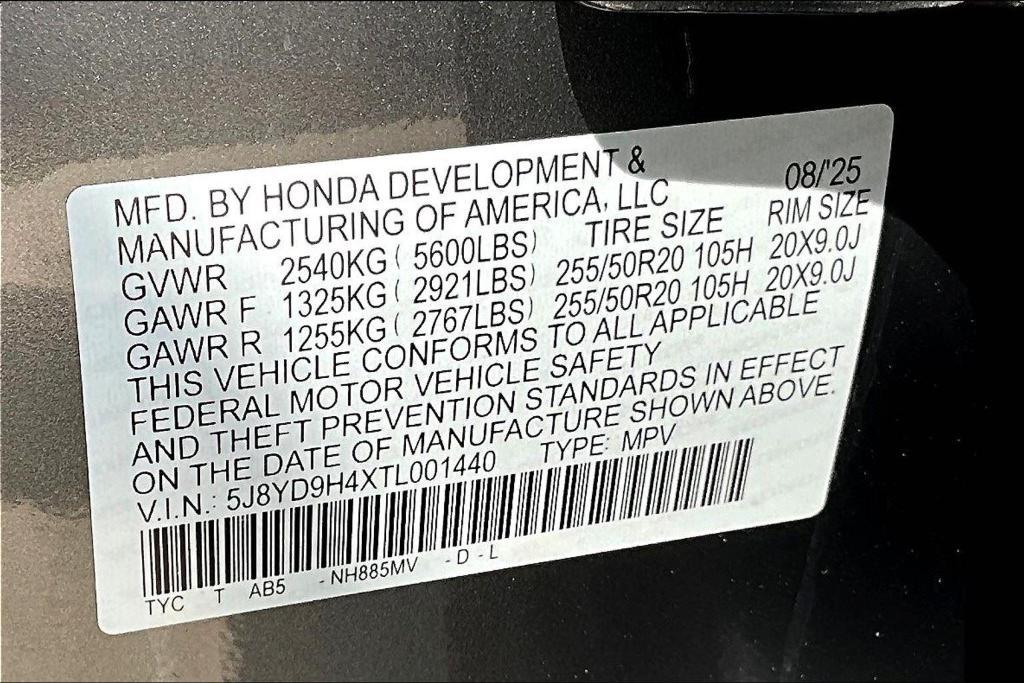 MFD. BY HONDA DEVELOPMENT & 08/'25
MANUFACTURING OF AMERICA, LLC
GVWR 2540KG ( 5600LBS) TIRE SIZE RIM SIZE
GAWR F 1325KG ( 2921LBS) 255/50R20 105H 20X9.0J
GAWR R 1255KG ( 2767LBS) 255/50R20 105H 20X9.0J
THIS VEHICLE CONFORMS TO ALL APPLICABLE
FEDERAL MOTOR VEHICLE SAFETY
AND THEFT PREVENTION STANDARDS IN EFFECT
ON THE DATE OF MANUFACTURE SHOWN ABOVE.
V.I.N.: 5J8YD9H4XTL001440 TYPE: MPV
TYC T AB5 - NH885MV - D - L